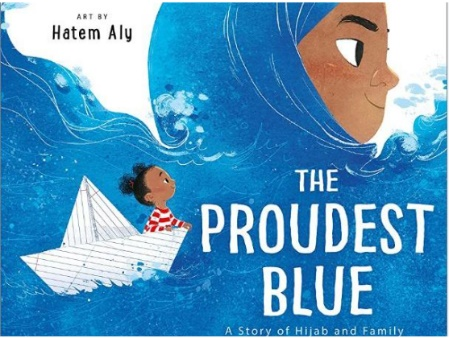 ART BY
Hatem Aly
THE
PROUDEST
BLUE
A Story of Hijab and Family